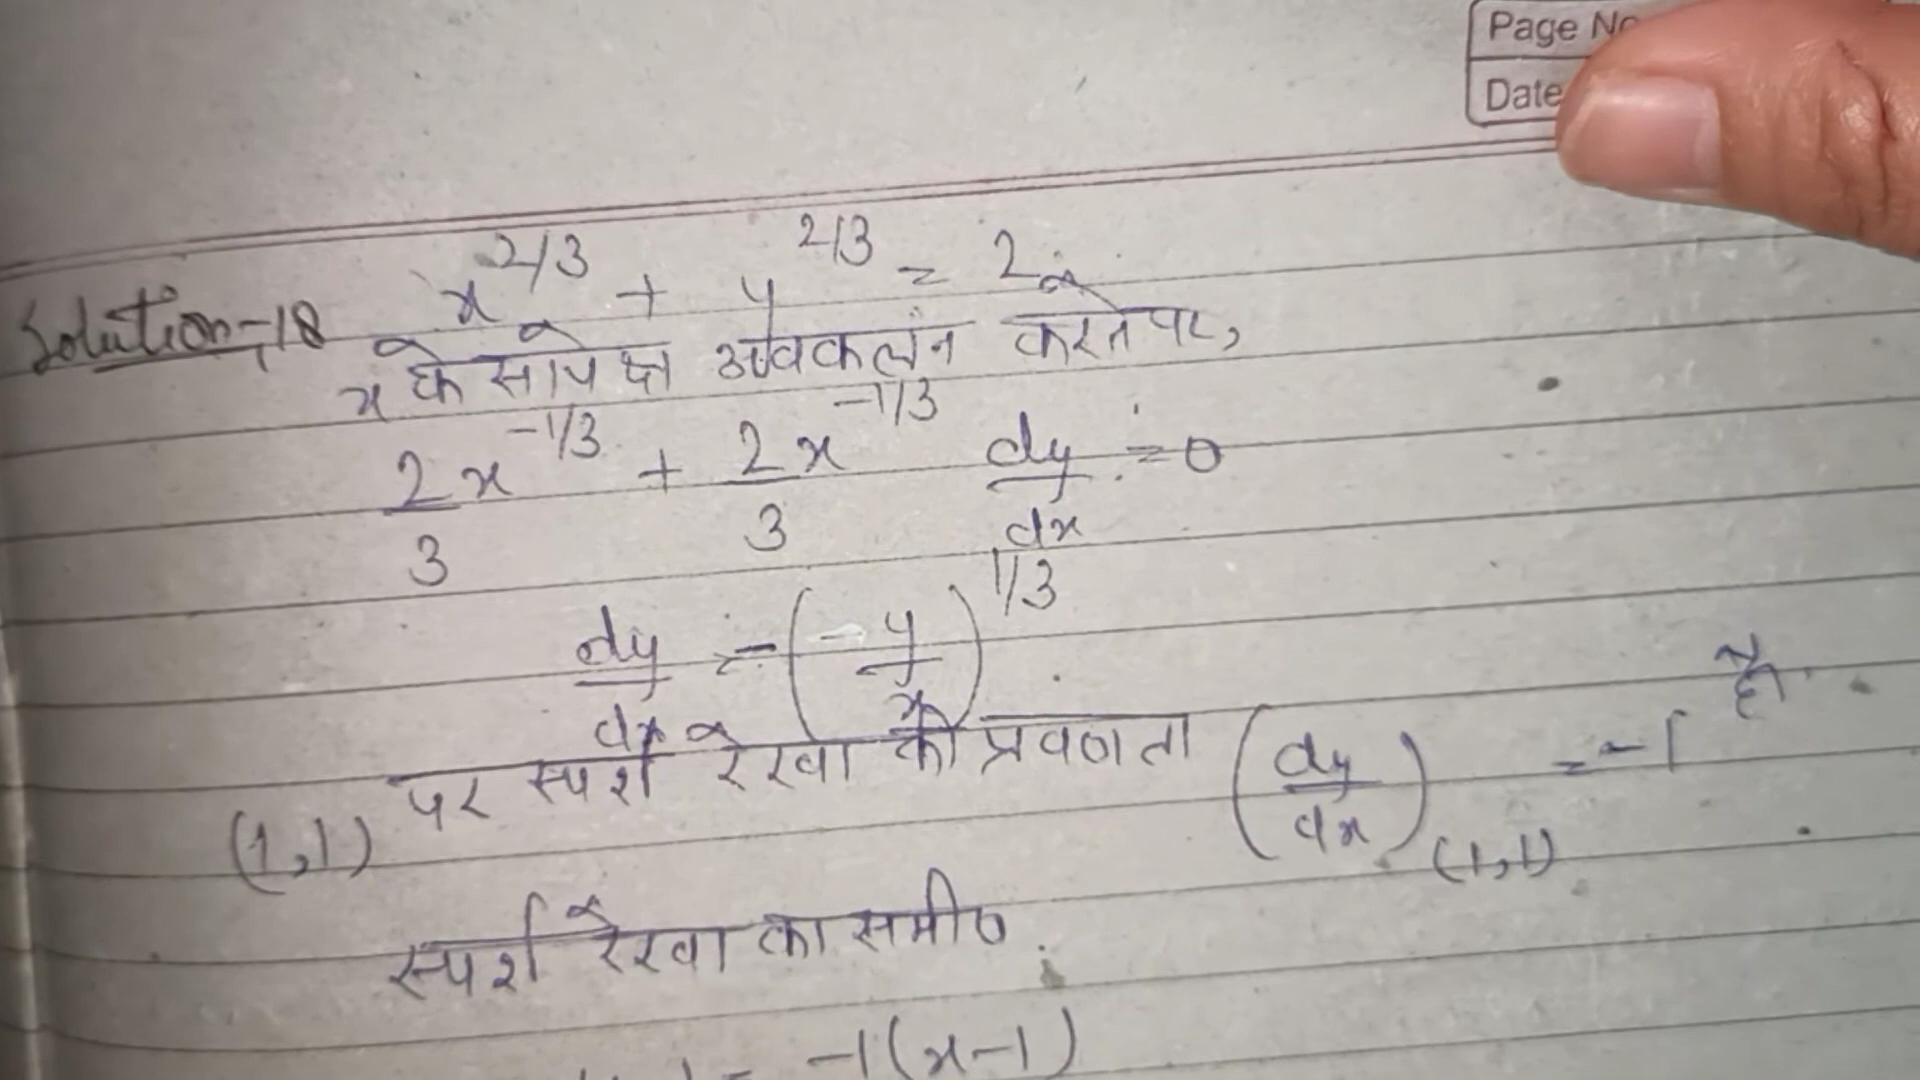 Page No
Date
Solution-18 x^2/3 + y^2/3 = 2
x के सापेक्ष अवकलन करने पर,
2x^-1/3 / 3 + 2x^-1/3 / 3 dy/dx = 0
dy/dx = -(-y/x)^1/3
(1,1) पर स्पर्श रेखा की प्रवणता (dy/dx)(1,1) = -1 है
स्पर्श रेखा का समी०
= -1(x-1)